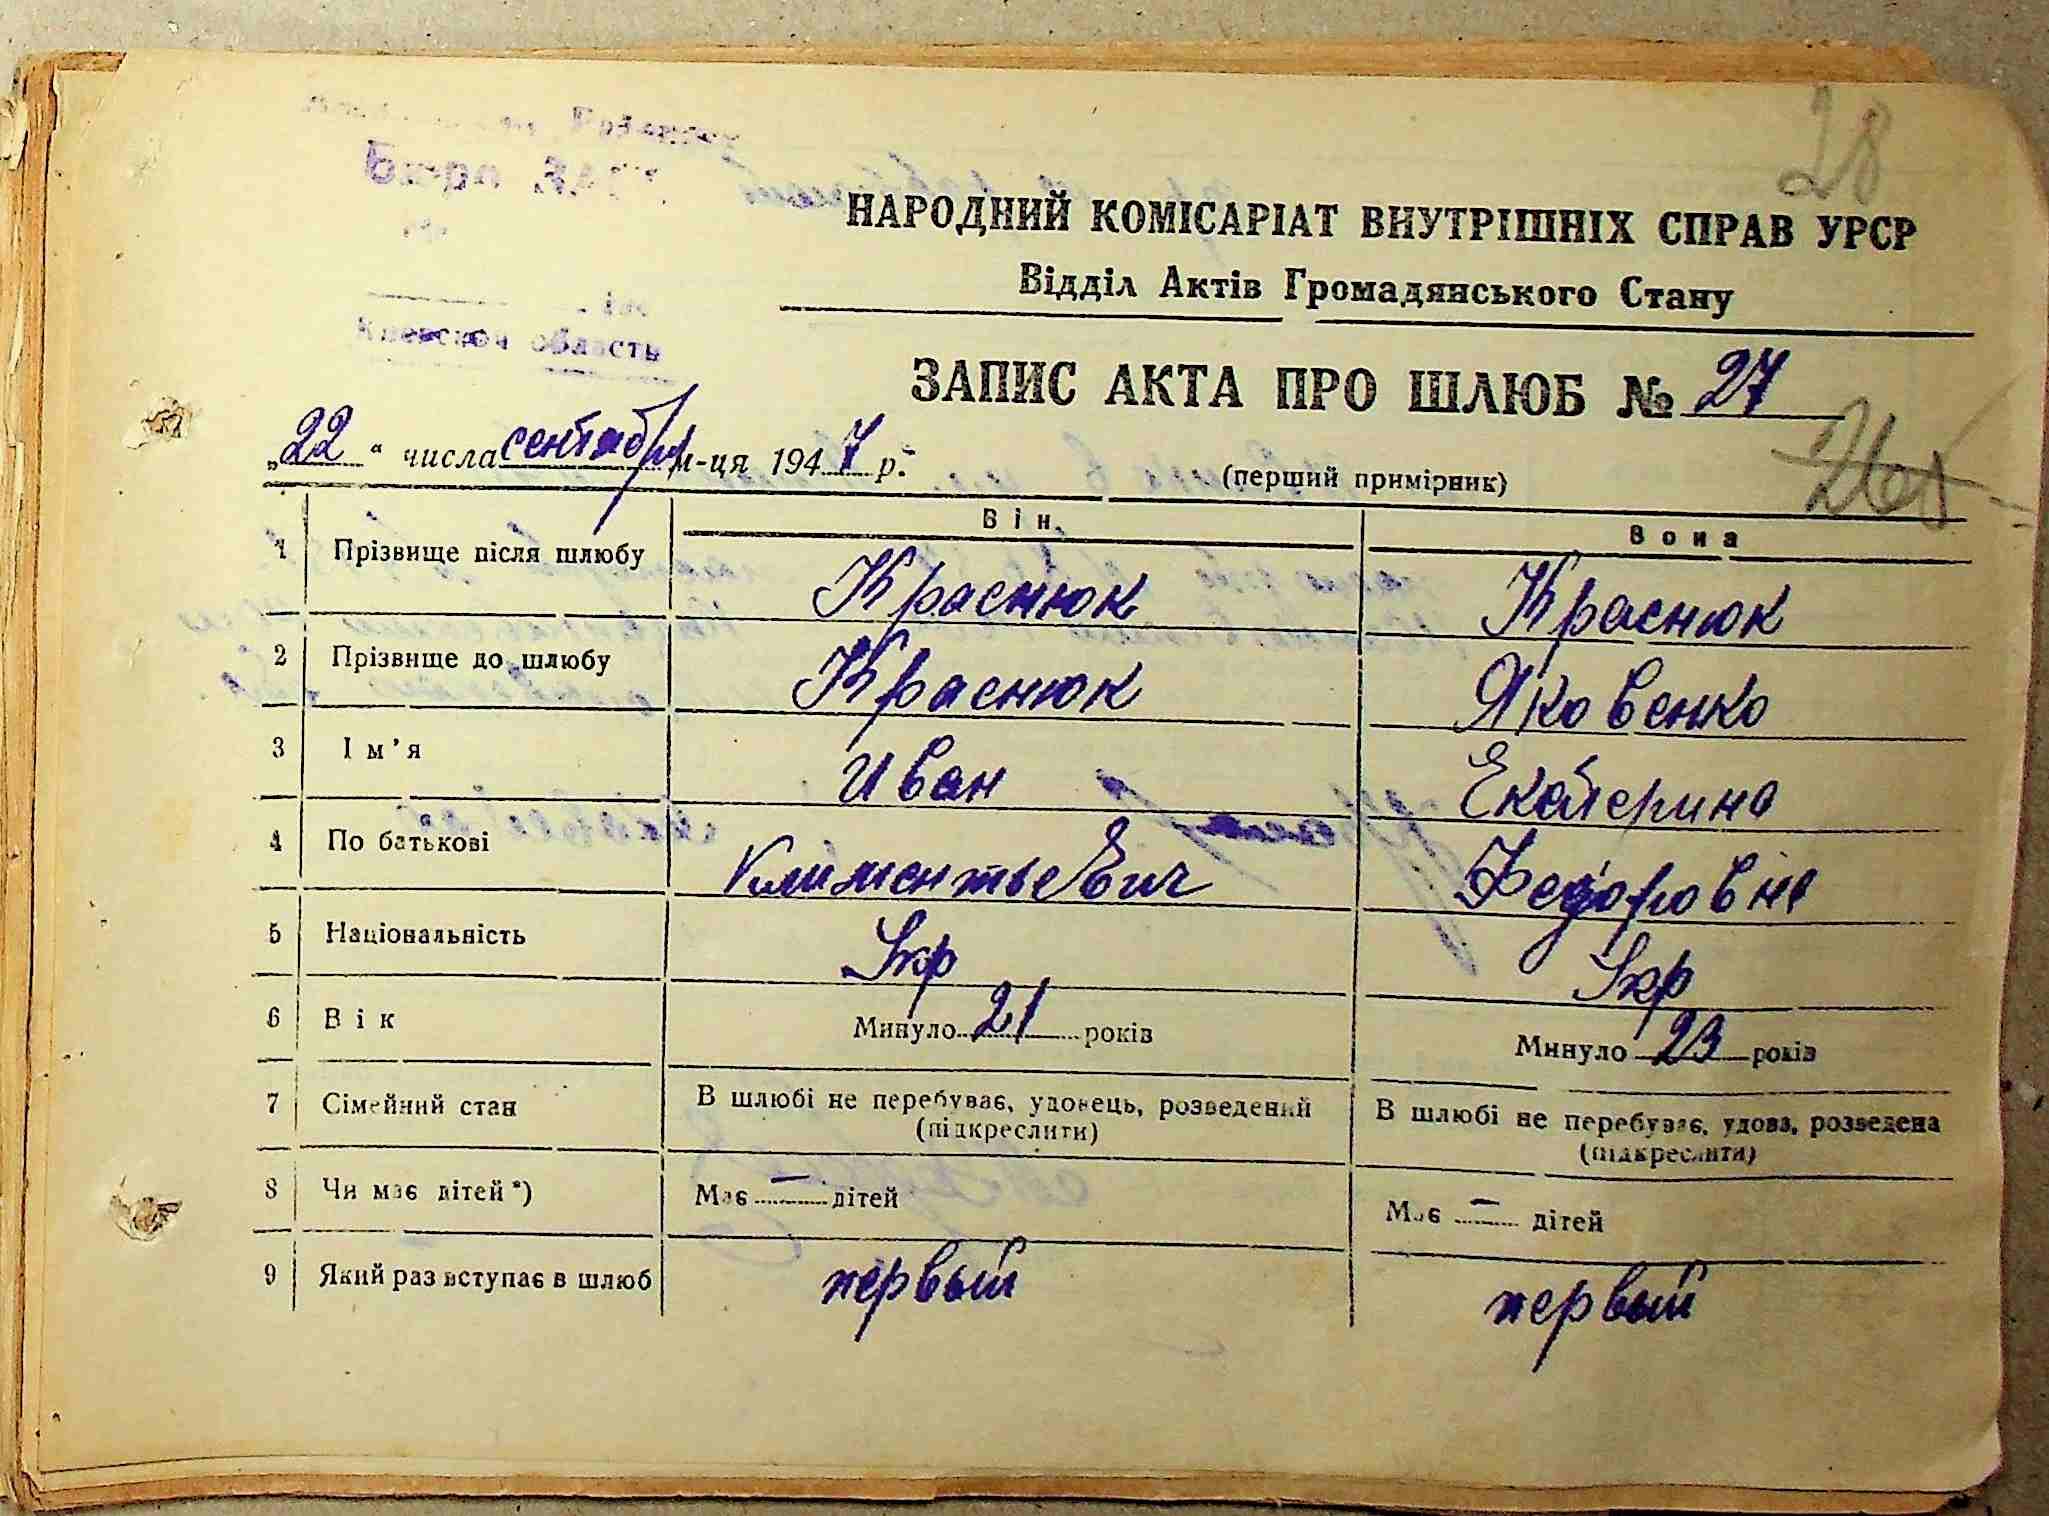 28
Бюро ЗАГС
Киевской область
НАРОДНИЙ КОМІСАРІАТ ВНУТРІШНІХ СПРАВ УРСР
Відділ Актів Громадянського Стану
ЗАПИС АКТА ПРО ШЛЮБ № 27
„22“ числа сентября м-ця 1947 р.
(перший примірник)
Він
Вона
1 Прізвище після шлюбу Краснюк Краснюк
2 Прізвище до шлюбу Краснюк Яковенко
3 Ім’я Иван Екатерина
4 По батькові Климентьевич Федоровна
5 Національність Укр Укр
6 Вік Минуло 21 років Минуло 23 років
7 Сімейний стан В шлюбі не перебуває, удовець, розведений (підкреслити) В шлюбі не перебуває, удова, розведена (підкреслити)
8 Чи має дітей*) Має — дітей Має — дітей
9 Який раз вступає в шлюб первый первый